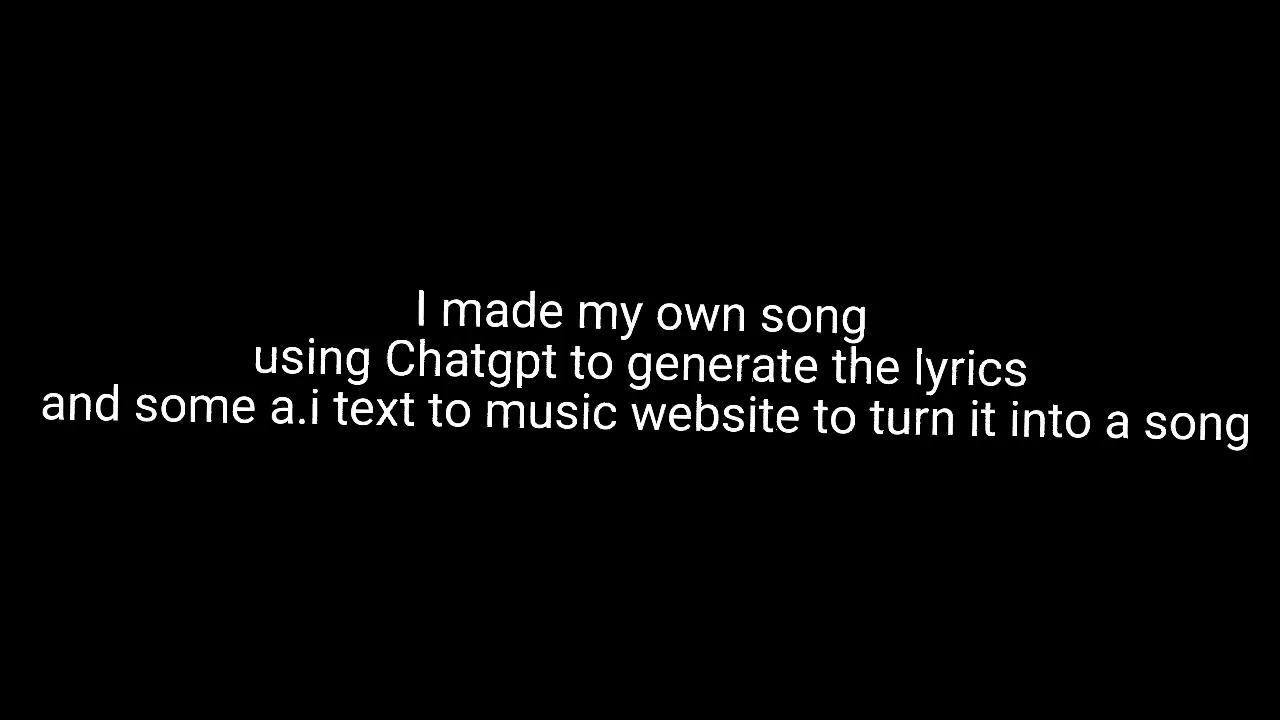 I made my own song
using Chatgpt to generate the lyrics
and some a.i text to music website to turn it into a song